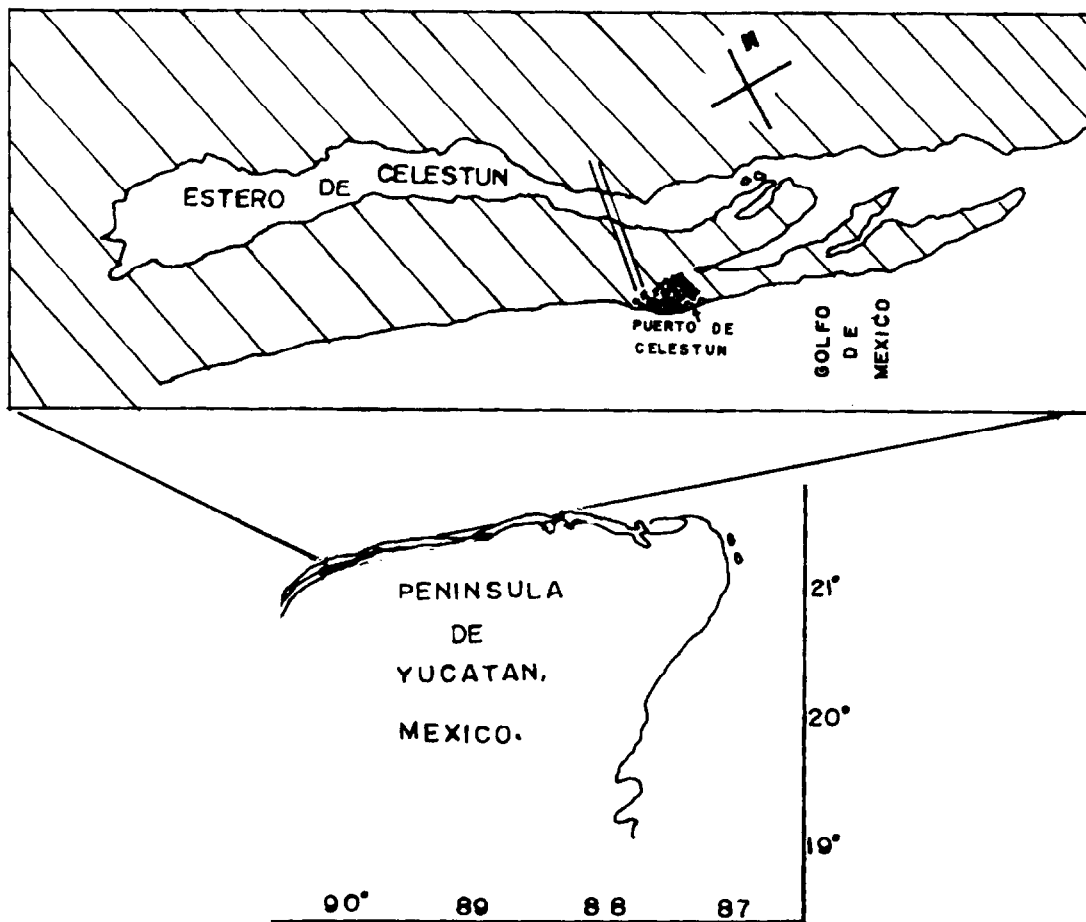 N
ESTERO DE CELESTUN
PUERTO DE
CELESTUN
GOLFO
DE
MEXICO
PENINSULA
DE
YUCATAN,
MEXICO.
21°
20°
19°
90° 89 88 87